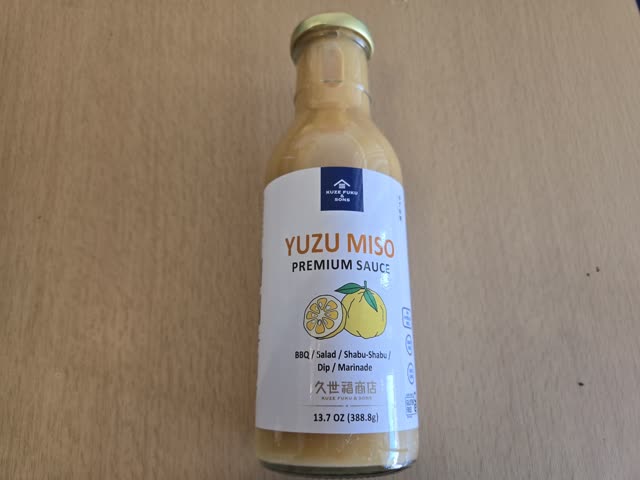 KUZE FUKU
&
SONS
YUZU MISO
PREMIUM SAUCE
BBQ / Salad / Shabu-Shabu /
Dip / Marinade
久世福商店
KUZE FUKU & SONS
13.7 OZ (388.8g)